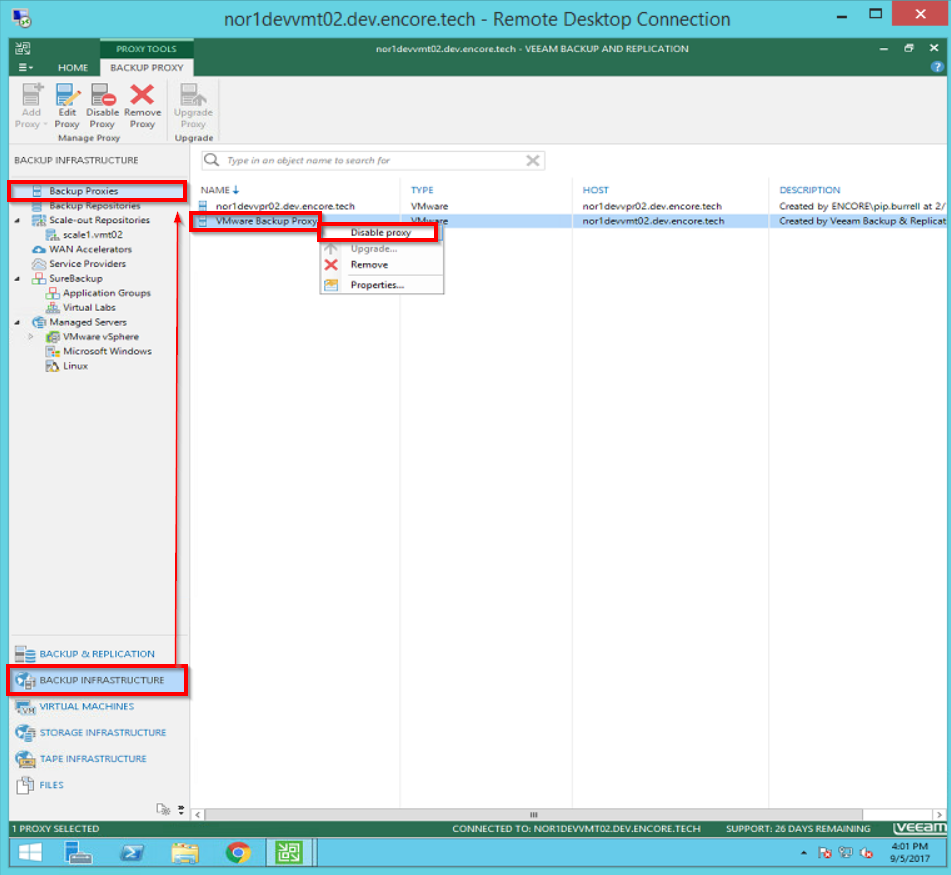 nor1devvmt02.dev.encore.tech - Remote Desktop Connection
PROXY TOOLS
nor1devvmt02.dev.encore.tech - VEEAM BACKUP AND REPLICATION
HOME
BACKUP PROXY
Add Proxy
Edit Proxy
Disable Proxy
Remove Proxy
Upgrade Proxy
Manage Proxy
Upgrade
BACKUP INFRASTRUCTURE
Type in an object name to search for
Backup Proxies
Backup Repositories
Scale-out Repositories
scale1.vmt02
WAN Accelerators
Service Providers
SureBackup
Application Groups
Virtual Labs
Managed Servers
VMware vSphere
Microsoft Windows
Linux
NAME TYPE HOST DESCRIPTION
nor1devvpr02.dev.encore.tech VMware nor1devvpr02.dev.encore.tech Created by ENCORE\pip.burrell at 2/
VMware Backup Proxy VMware nor1devvmt02.dev.encore.tech Created by Veeam Backup & Replicat
Disable proxy
Upgrade...
Remove
Properties...
BACKUP & REPLICATION
BACKUP INFRASTRUCTURE
VIRTUAL MACHINES
STORAGE INFRASTRUCTURE
TAPE INFRASTRUCTURE
FILES
1 PROXY SELECTED
CONNECTED TO: NOR1DEVVMT02.DEV.ENCORE.TECH
SUPPORT: 26 DAYS REMAINING
veeam
4:01 PM
9/5/2017